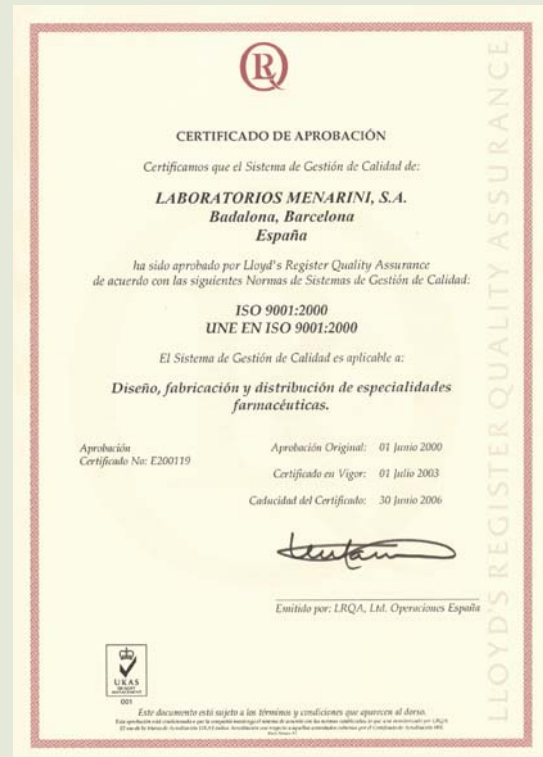 LRQ
CERTIFICADO DE APROBACIÓN
Certificamos que el Sistema de Gestión de Calidad de:
LABORATORIOS MENARINI, S.A.
Badalona, Barcelona
España
ha sido aprobado por Lloyd's Register Quality Assurance
de acuerdo con las siguientes Normas de Sistemas de Gestión de Calidad:
ISO 9001:2000
UNE EN ISO 9001:2000
El Sistema de Gestión de Calidad es aplicable a:
Diseño, fabricación y distribución de especialidades
farmacéuticas.
Aprobación
Certificado No: E200119
Aprobación Original: 01 Junio 2000
Certificado en Vigor: 01 Julio 2003
Caducidad del Certificado: 30 Junio 2006
Emitido por: LRQA, Ltd. Operaciones España
UKAS
QUALITY
MANAGEMENT
001
Este documento está sujeto a los términos y condiciones que aparecen al dorso.
LLOYD'S REGISTER QUALITY ASSURANCE